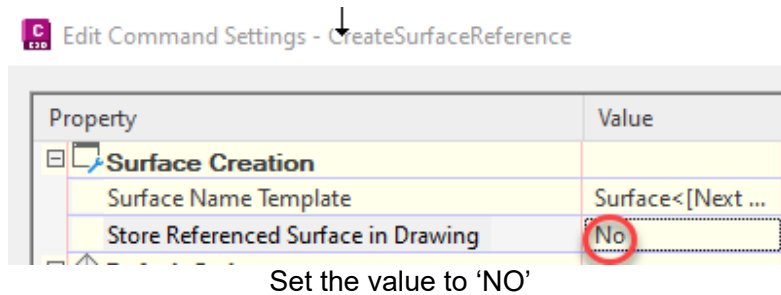 C
C3D
Edit Command Settings - CreateSurfaceReference
Property Value
Surface Creation
Surface Name Template Surface<[Next ...
Store Referenced Surface in Drawing No
Set the value to ‘NO’